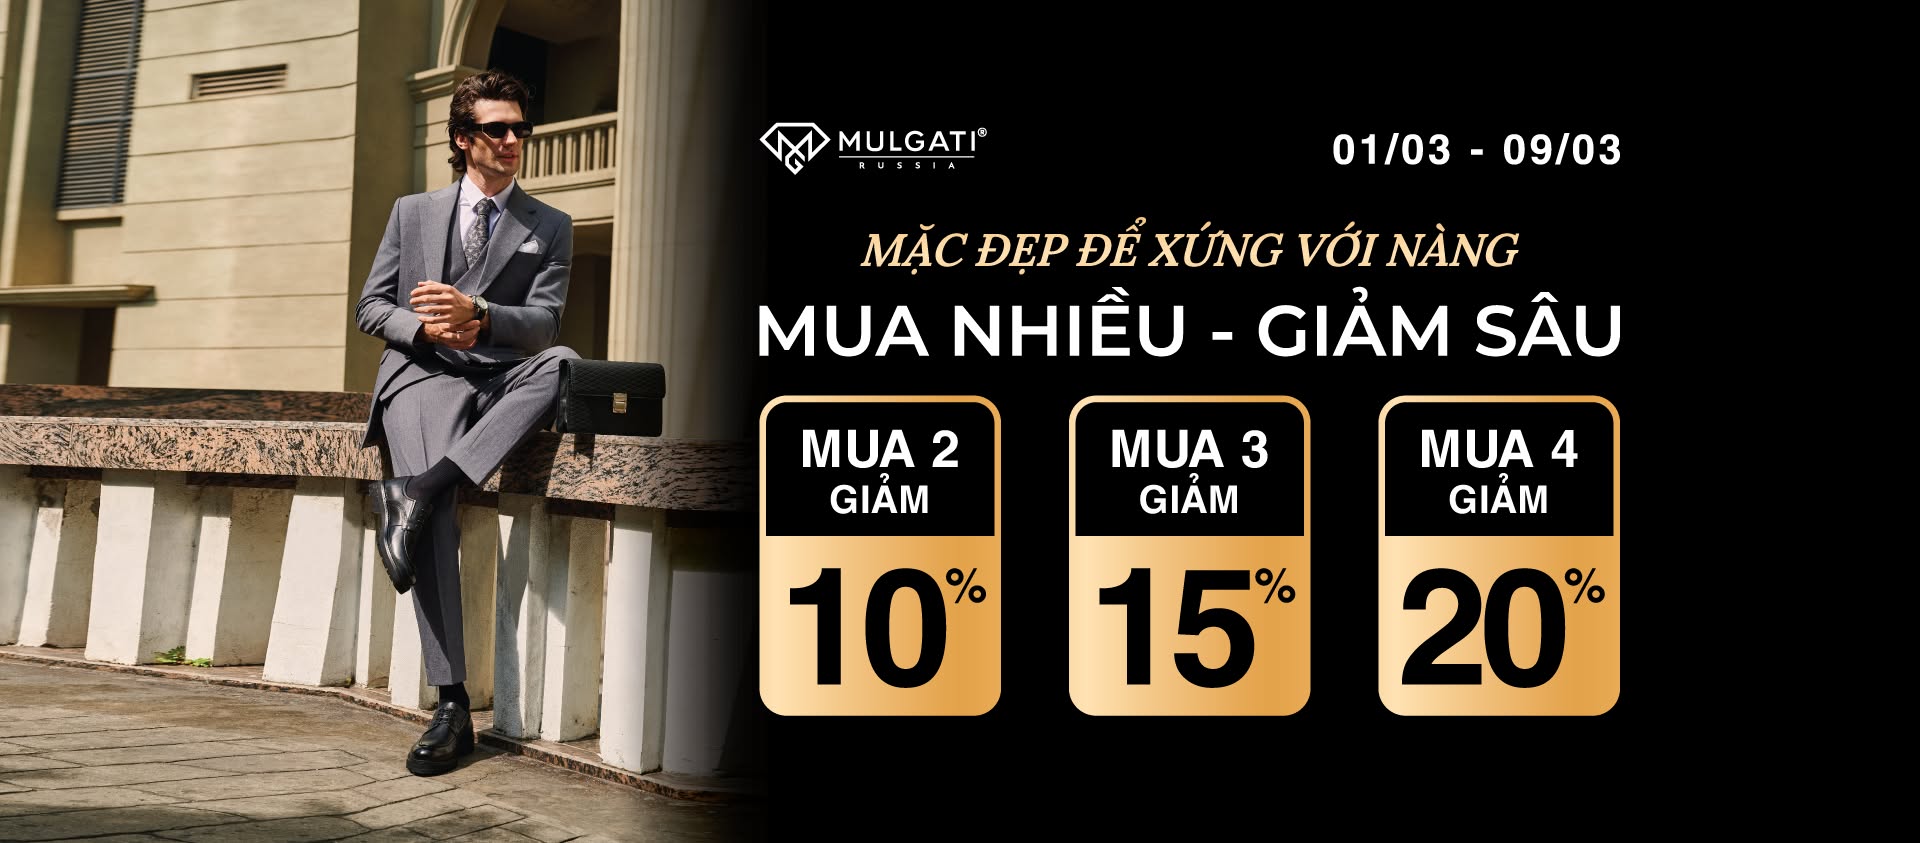 MULGATI®
RUSSIA
01/03 - 09/03
MẶC ĐẸP ĐỂ XỨNG VỚI NÀNG
MUA NHIỀU - GIẢM SÂU
MUA 2
GIẢM
10%
MUA 3
GIẢM
15%
MUA 4
GIẢM
20%